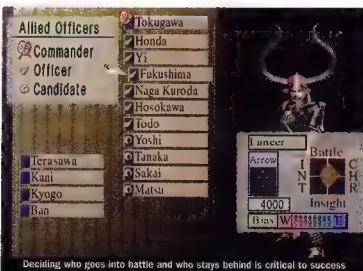 Allied Officers
Commander
Officer
Candidate
Terasawa
Kani
Kyogo
Ban
Tokugawa
Honda
Yi
Fukushima
Naga Kuroda
Hosokawa
Todo
Yoshi
Tanaka
Sakai
Matsu
Lancer
Arrow
Battle
INT
CHR
4000
Insight
Bias W E
Deciding who goes into battle and who stays behind is critical to success